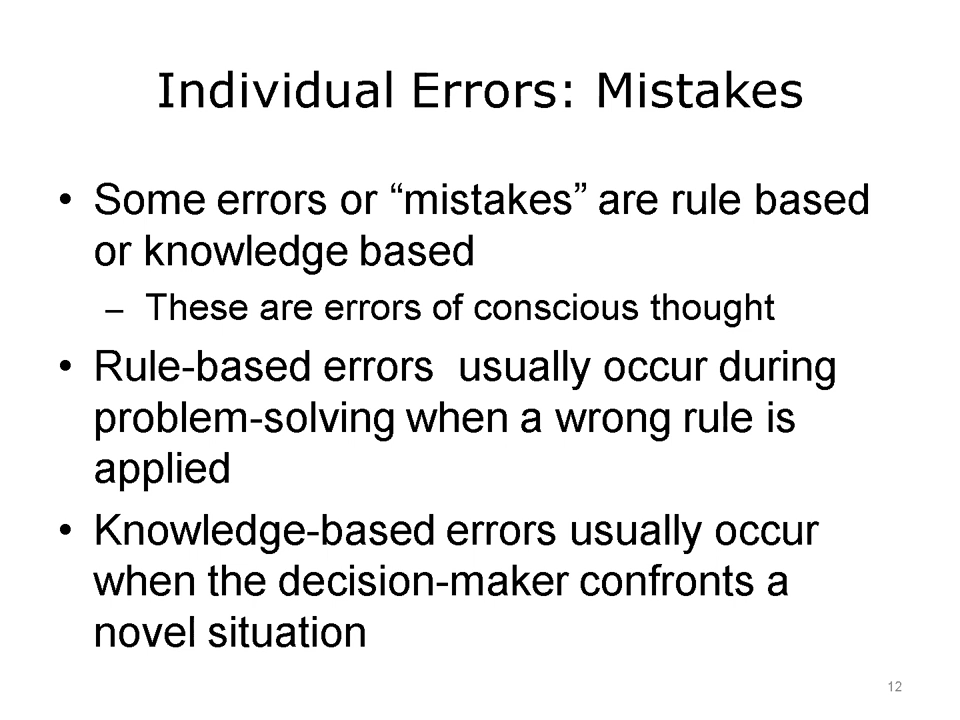 Individual Errors: Mistakes
• Some errors or “mistakes” are rule based
or knowledge based
– These are errors of conscious thought
• Rule-based errors  usually occur during
problem-solving when a wrong rule is
applied
• Knowledge-based errors usually occur
when the decision-maker confronts a
novel situation
12